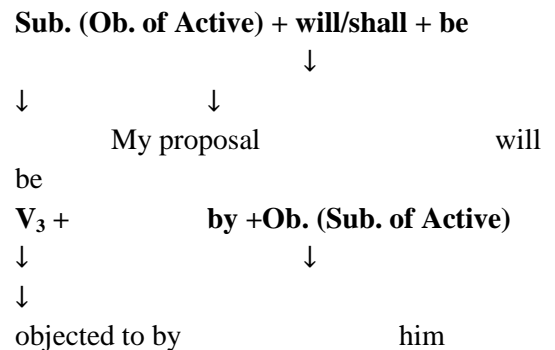 Sub. (Ob. of Active) + will/shall + be
↓
↓ ↓
My proposal will
be
V₃ + by +Ob. (Sub. of Active)
↓ ↓
↓
objected to by him